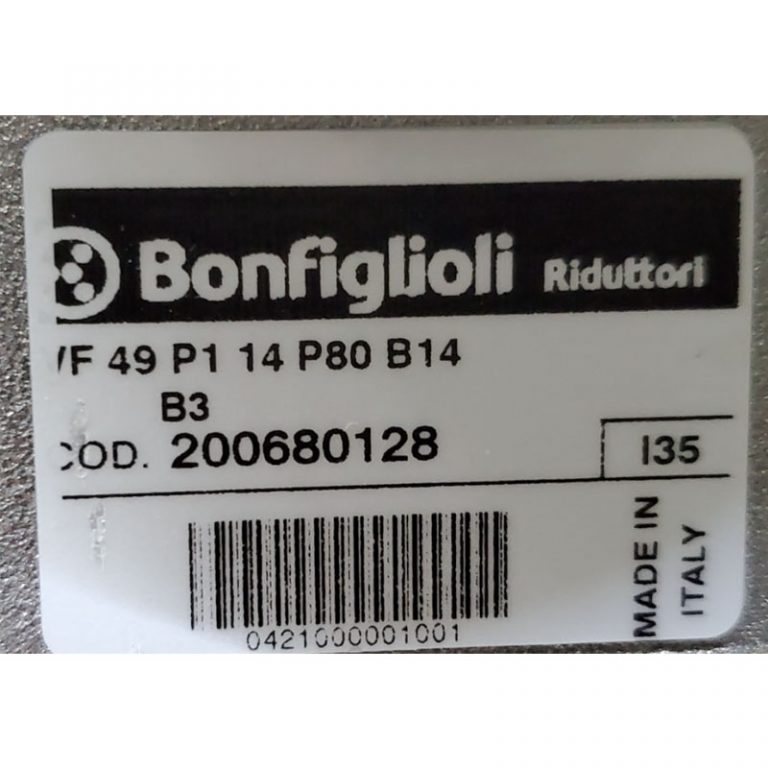 Bonfiglioli Riduttori
VF 49 P1 14 P80 B14
B3
COD. 200680128
I35
MADE IN
ITALY
0421000001001